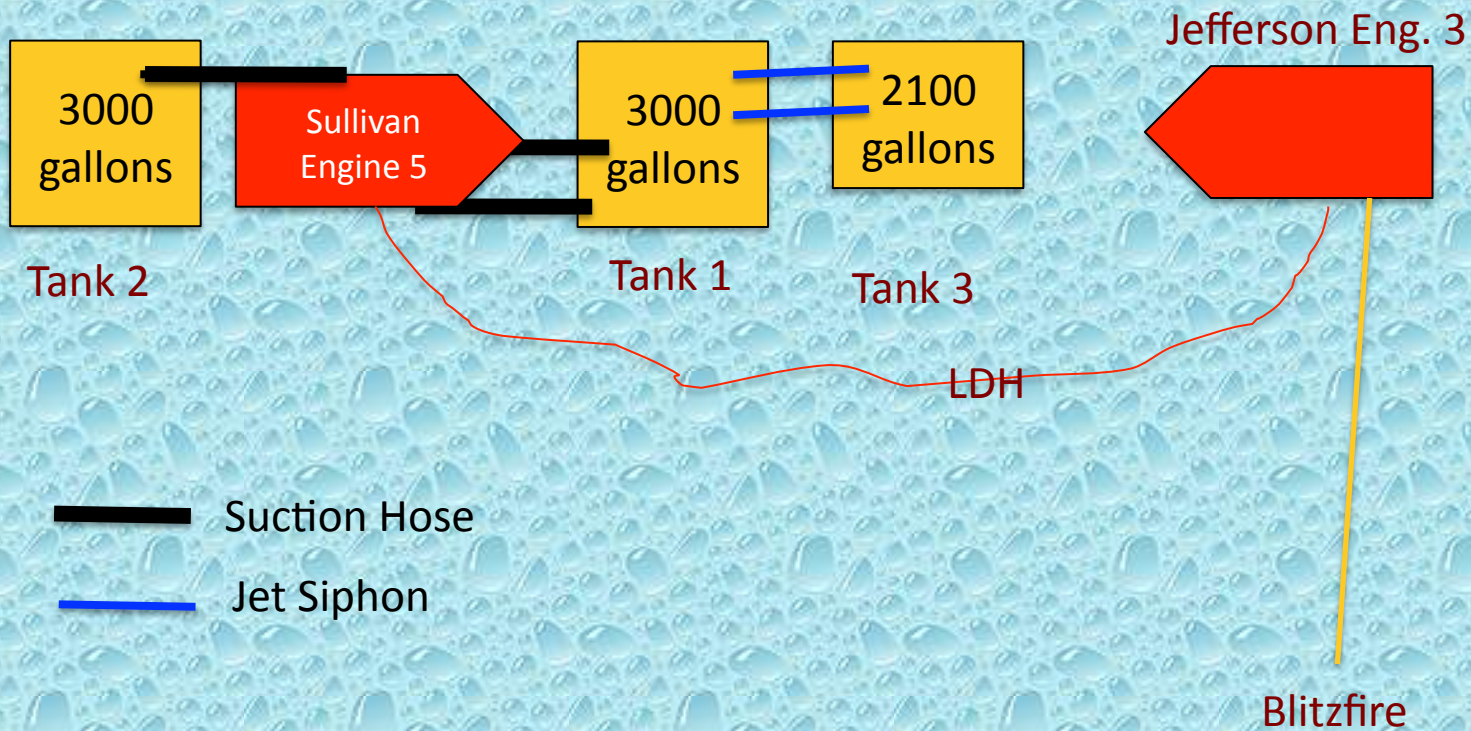 Jefferson Eng. 3
3000
gallons
Sullivan
Engine 5
3000
gallons
2100
gallons
Tank 2
Tank 1
Tank 3
LDH
Suction Hose
Jet Siphon
Blitzfire